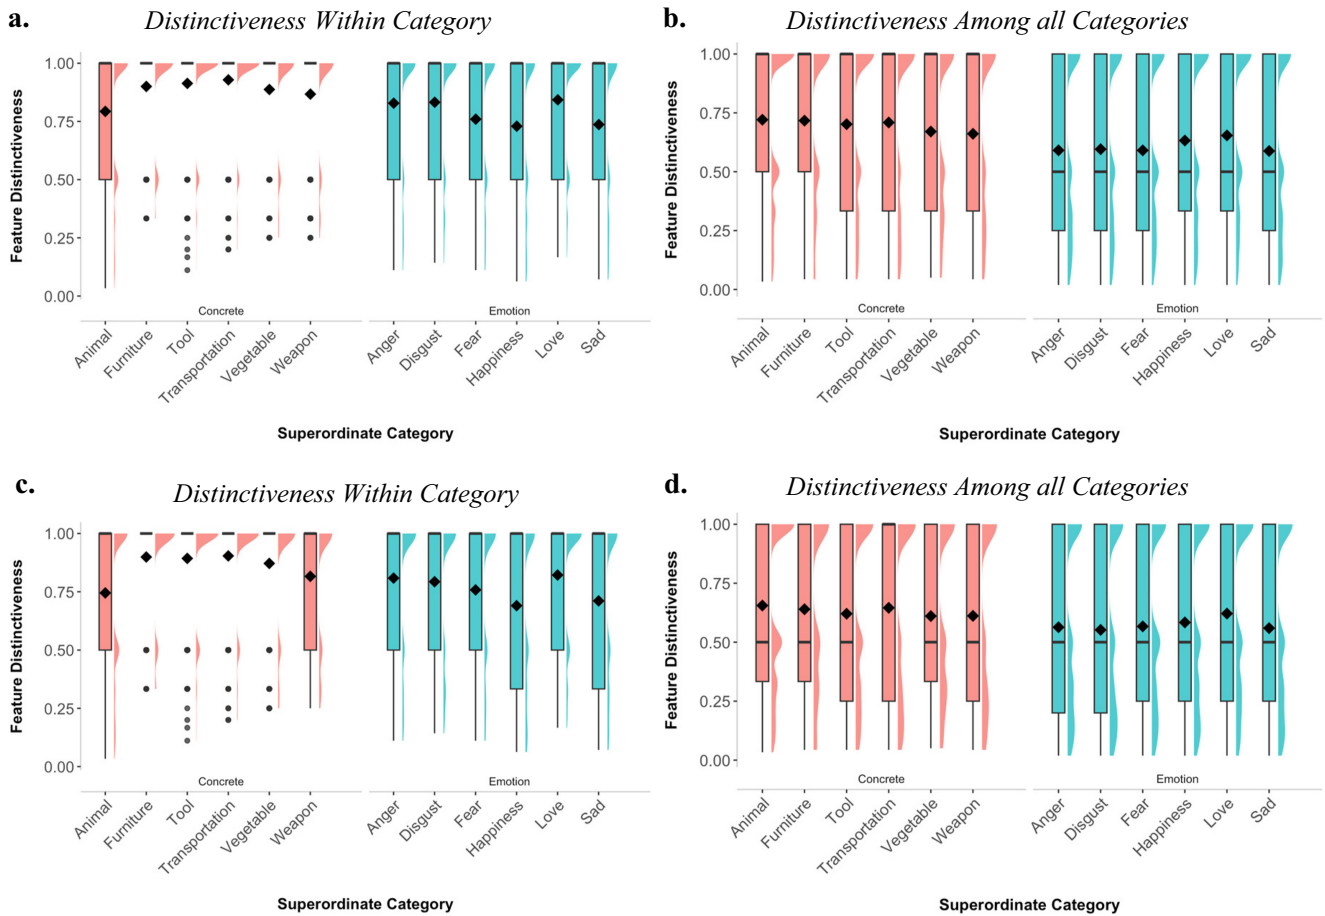 a.
Distinctiveness Within Category
Feature Distinctiveness
1.00
0.75
0.50
0.25
0.00
Concrete
Emotion
Animal
Furniture
Tool
Transportation
Vegetable
Weapon
Anger
Disgust
Fear
Happiness
Love
Sad
Superordinate Category
b.
Distinctiveness Among all Categories
Feature Distinctiveness
1.00
0.75
0.50
0.25
0.00
Concrete
Emotion
Animal
Furniture
Tool
Transportation
Vegetable
Weapon
Anger
Disgust
Fear
Happiness
Love
Sad
Superordinate Category
c.
Distinctiveness Within Category
Feature Distinctiveness
1.00
0.75
0.50
0.25
0.00
Concrete
Emotion
Animal
Furniture
Tool
Transportation
Vegetable
Weapon
Anger
Disgust
Fear
Happiness
Love
Sad
Superordinate Category
d.
Distinctiveness Among all Categories
Feature Distinctiveness
1.00
0.75
0.50
0.25
0.00
Concrete
Emotion
Animal
Furniture
Tool
Transportation
Vegetable
Weapon
Anger
Disgust
Fear
Happiness
Love
Sad
Superordinate Category